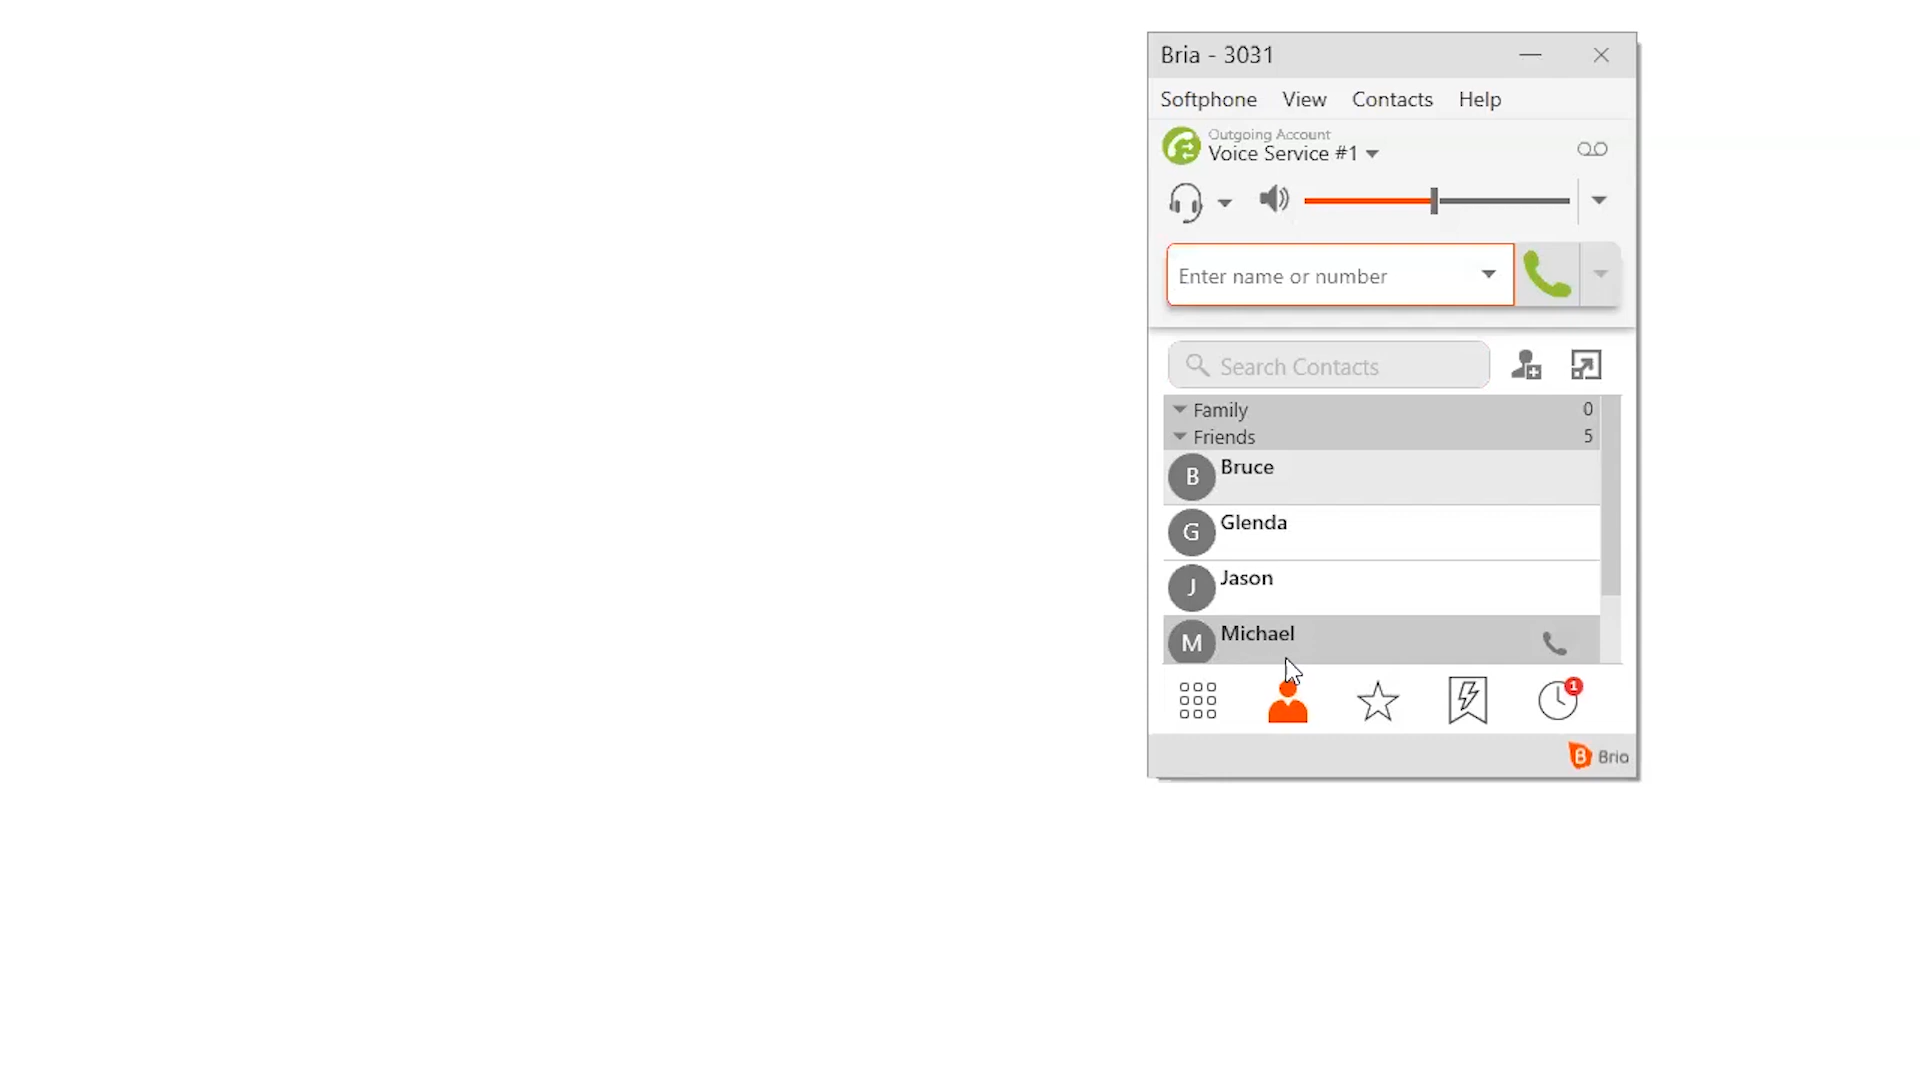 Bria - 3031
Softphone View Contacts Help
Outgoing Account
Voice Service #1
Enter name or number
Search Contacts
Family 0
Friends 5
B Bruce
G Glenda
J Jason
M Michael
1
B Bria